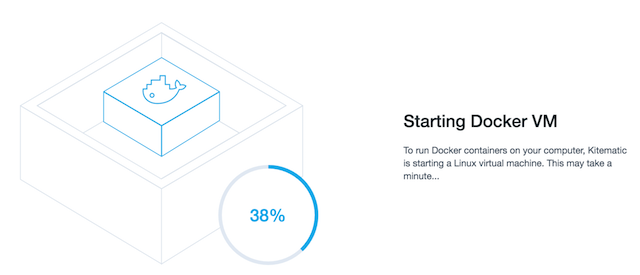 Starting Docker VM
To run Docker containers on your computer, Kitematic
is starting a Linux virtual machine. This may take a
minute...
38%